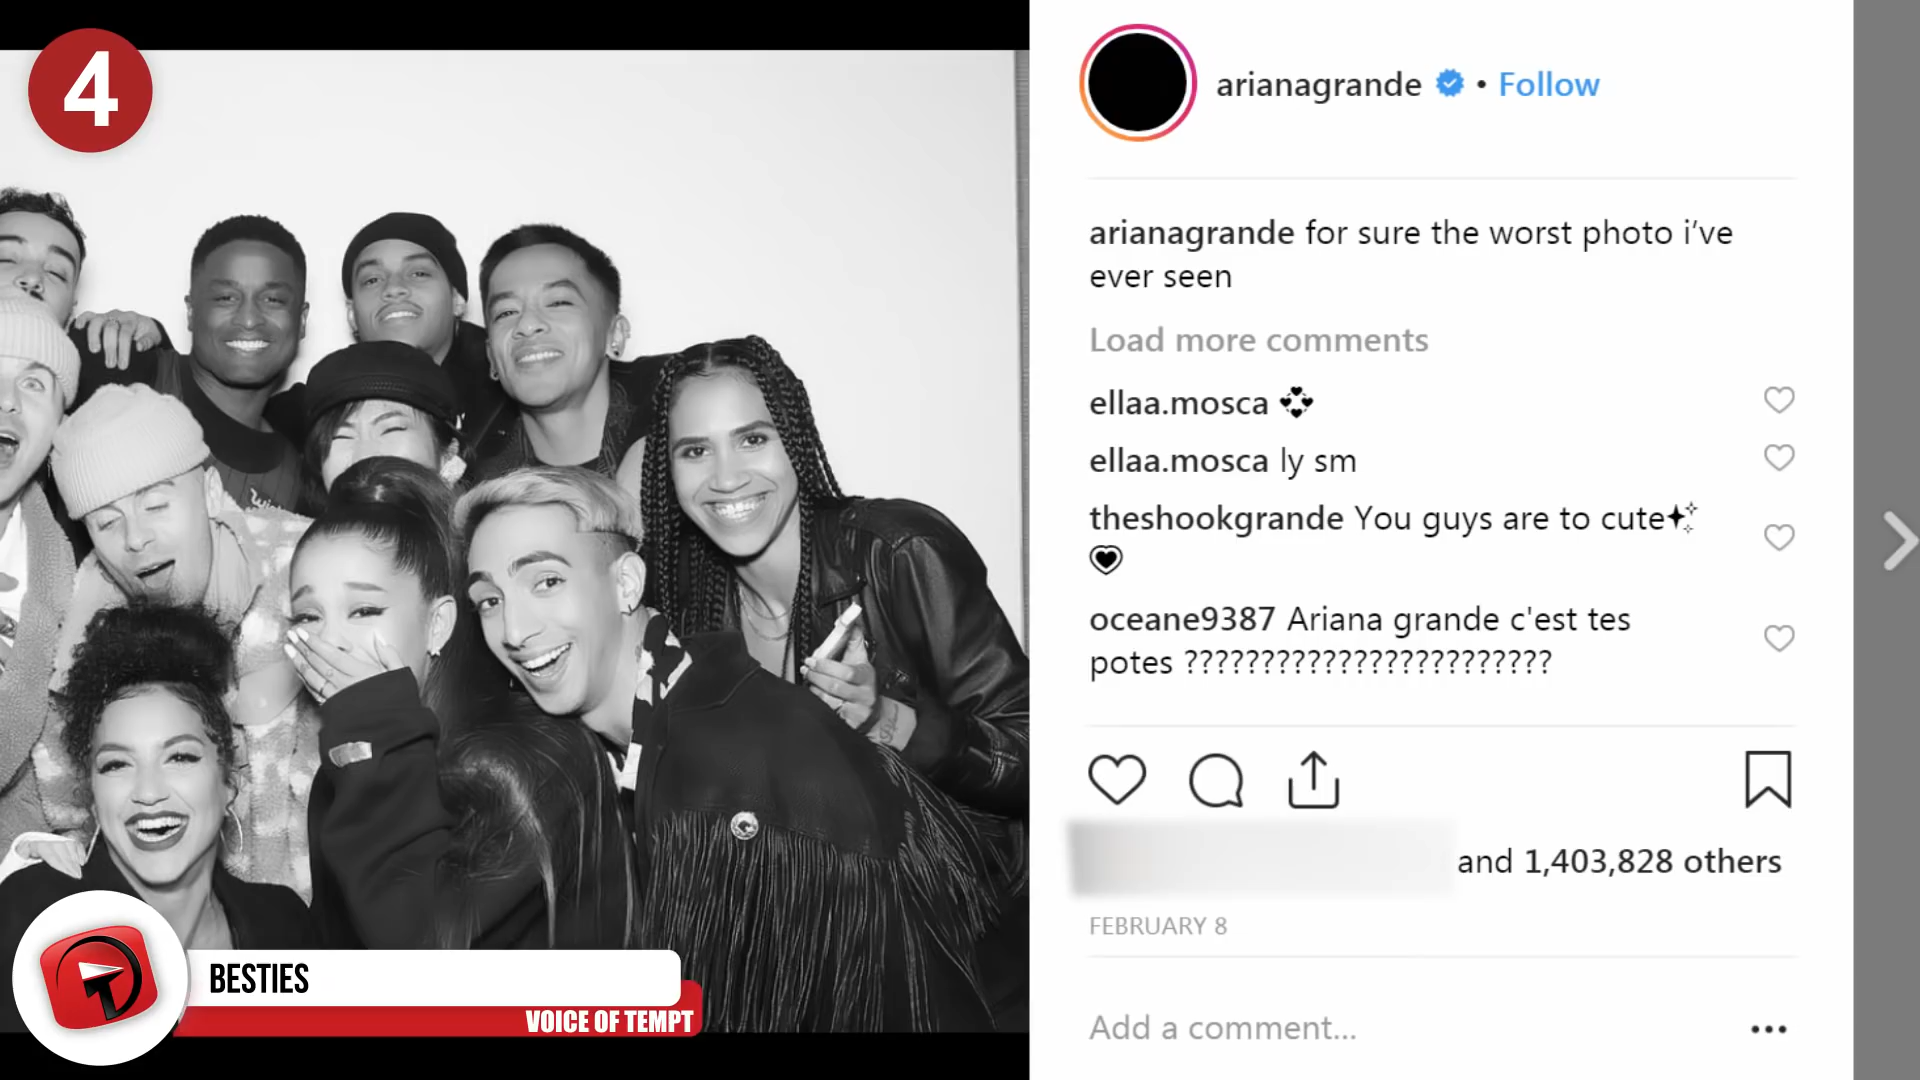 4
arianagrande • Follow
arianagrande for sure the worst photo i’ve
ever seen
Load more comments
ellaa.mosca
ellaa.mosca ly sm
theshookgrande You guys are to cute
oceane9387 Ariana grande c'est tes
potes ????????????????????????
and 1,403,828 others
FEBRUARY 8
Add a comment...
BESTIES
VOICE OF TEMPT